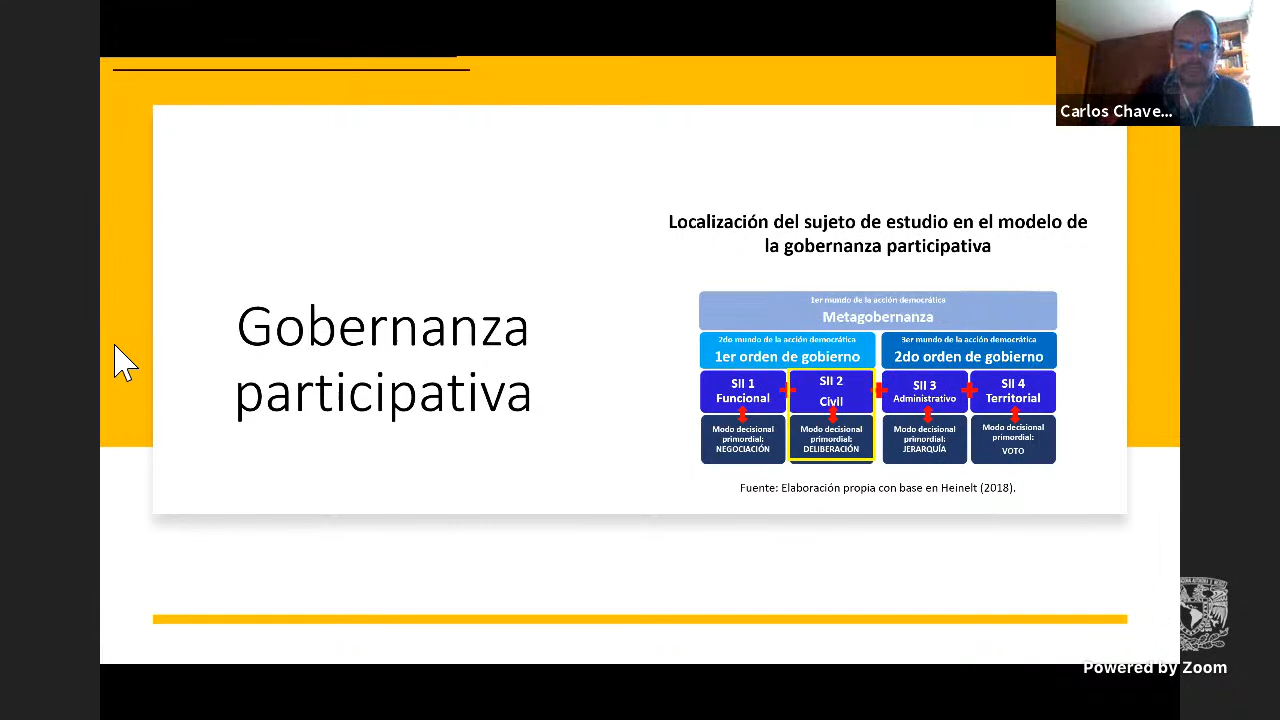 Carlos Chave...
Gobernanza
participativa
Localización del sujeto de estudio en el modelo de
la gobernanza participativa
1er mundo de la acción democrática
Metagobernanza
2do mundo de la acción democrática
1er orden de gobierno
3er mundo de la acción democrática
2do orden de gobierno
SII 1
Funcional
SII 2
Civil
SII 3
Administrativo
SII 4
Territorial
Modo decisional
primordial:
NEGOCIACIÓN
Modo decisional
primordial:
DELIBERACIÓN
Modo decisional
primordial:
JERARQUÍA
Modo decisional
primordial:
VOTO
Fuente: Elaboración propia con base en Heinelt (2018).
Powered by Zoom